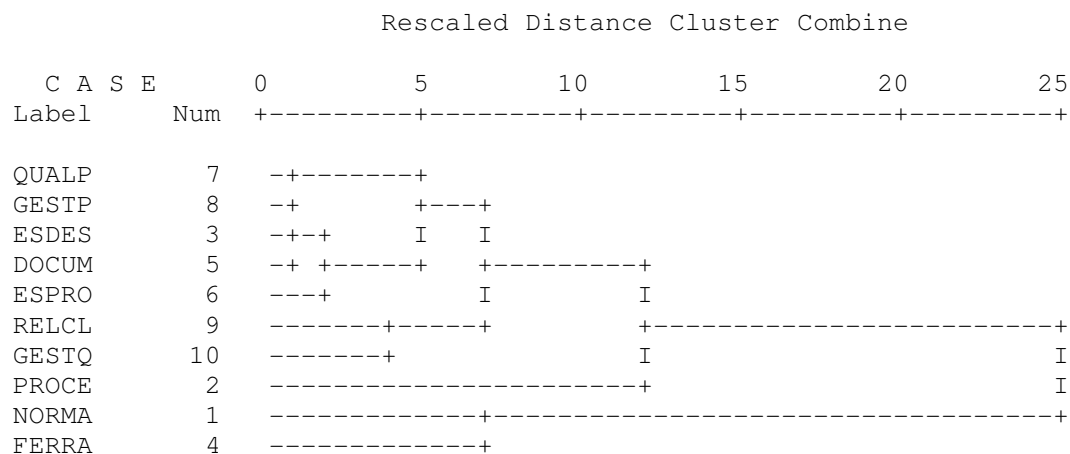 Rescaled Distance Cluster Combine
C A S E 0 5 10 15 20 25
Label Num +---------+---------+---------+---------+---------+
QUALP 7 -+-------+
GESTP 8 -+ +---+
ESDES 3 -+-+ I I
DOCUM 5 -+ +-----+ +---------+
ESPRO 6 ---+ I I
RELCL 9 -------+-----+ +-------------------------+
GESTQ 10 -------+ I I
PROCE 2 -----------------------+ I
NORMA 1 -------------+-----------------------------------+
FERRA 4 -------------+